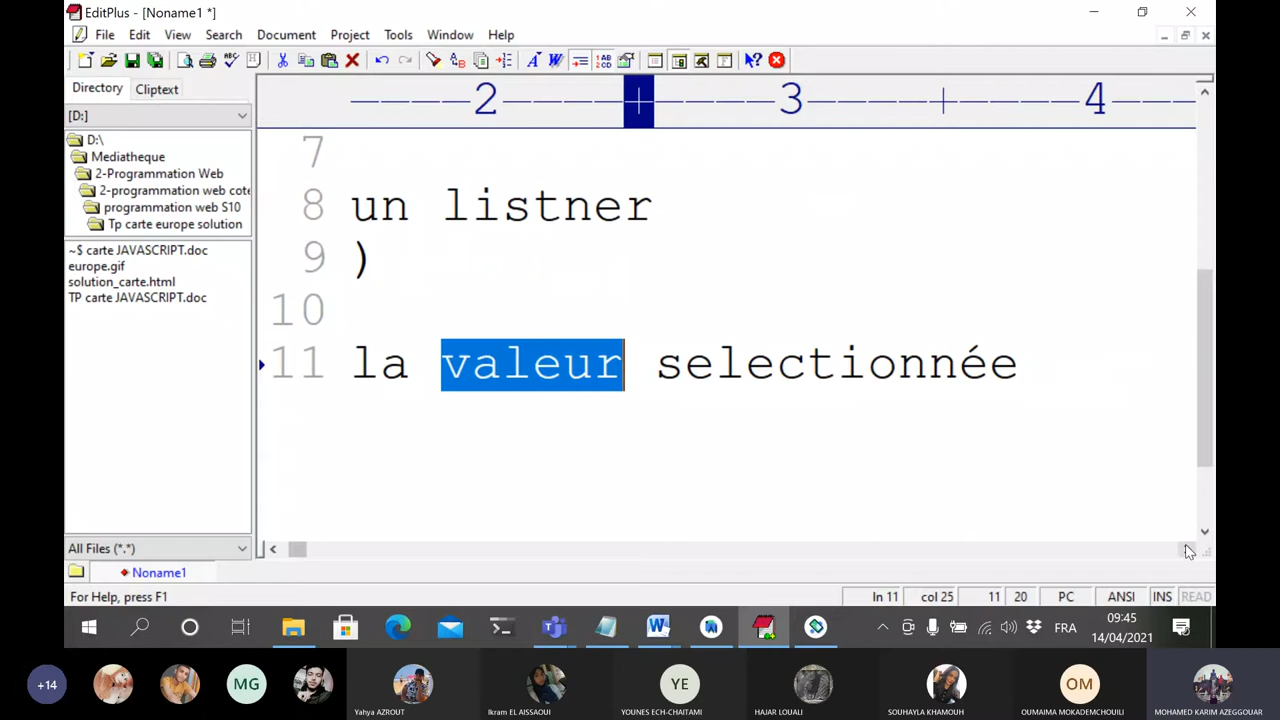 EditPlus - [Noname1 *]
File Edit View Search Document Project Tools Window Help
Directory Cliptext
[D:]
D:\
Mediatheque
2-Programmation Web
2-programmation web cote
programmation web S10
Tp carte europe solution
~$ carte JAVASCRIPT.doc
europe.gif
solution_carte.html
TP carte JAVASCRIPT.doc
All Files (*.*)
----2----+----3----+----4---
7
8 un listner
9 )
10
11 la valeur selectionnée
Noname1
For Help, press F1 ln 11 col 25 11 20 PC ANSI INS READ
FRA 09:45
14/04/2021
+14 MG YE OM
Yahya AZROUT Ikram EL AISSAOUI YOUNES ECH-CHAITAMI HAJAR LOUALI SOUHAYLA KHAMOUH OUMAIMA MOKADEMCHOUILI MOHAMED KARIM AZEGGOUAR